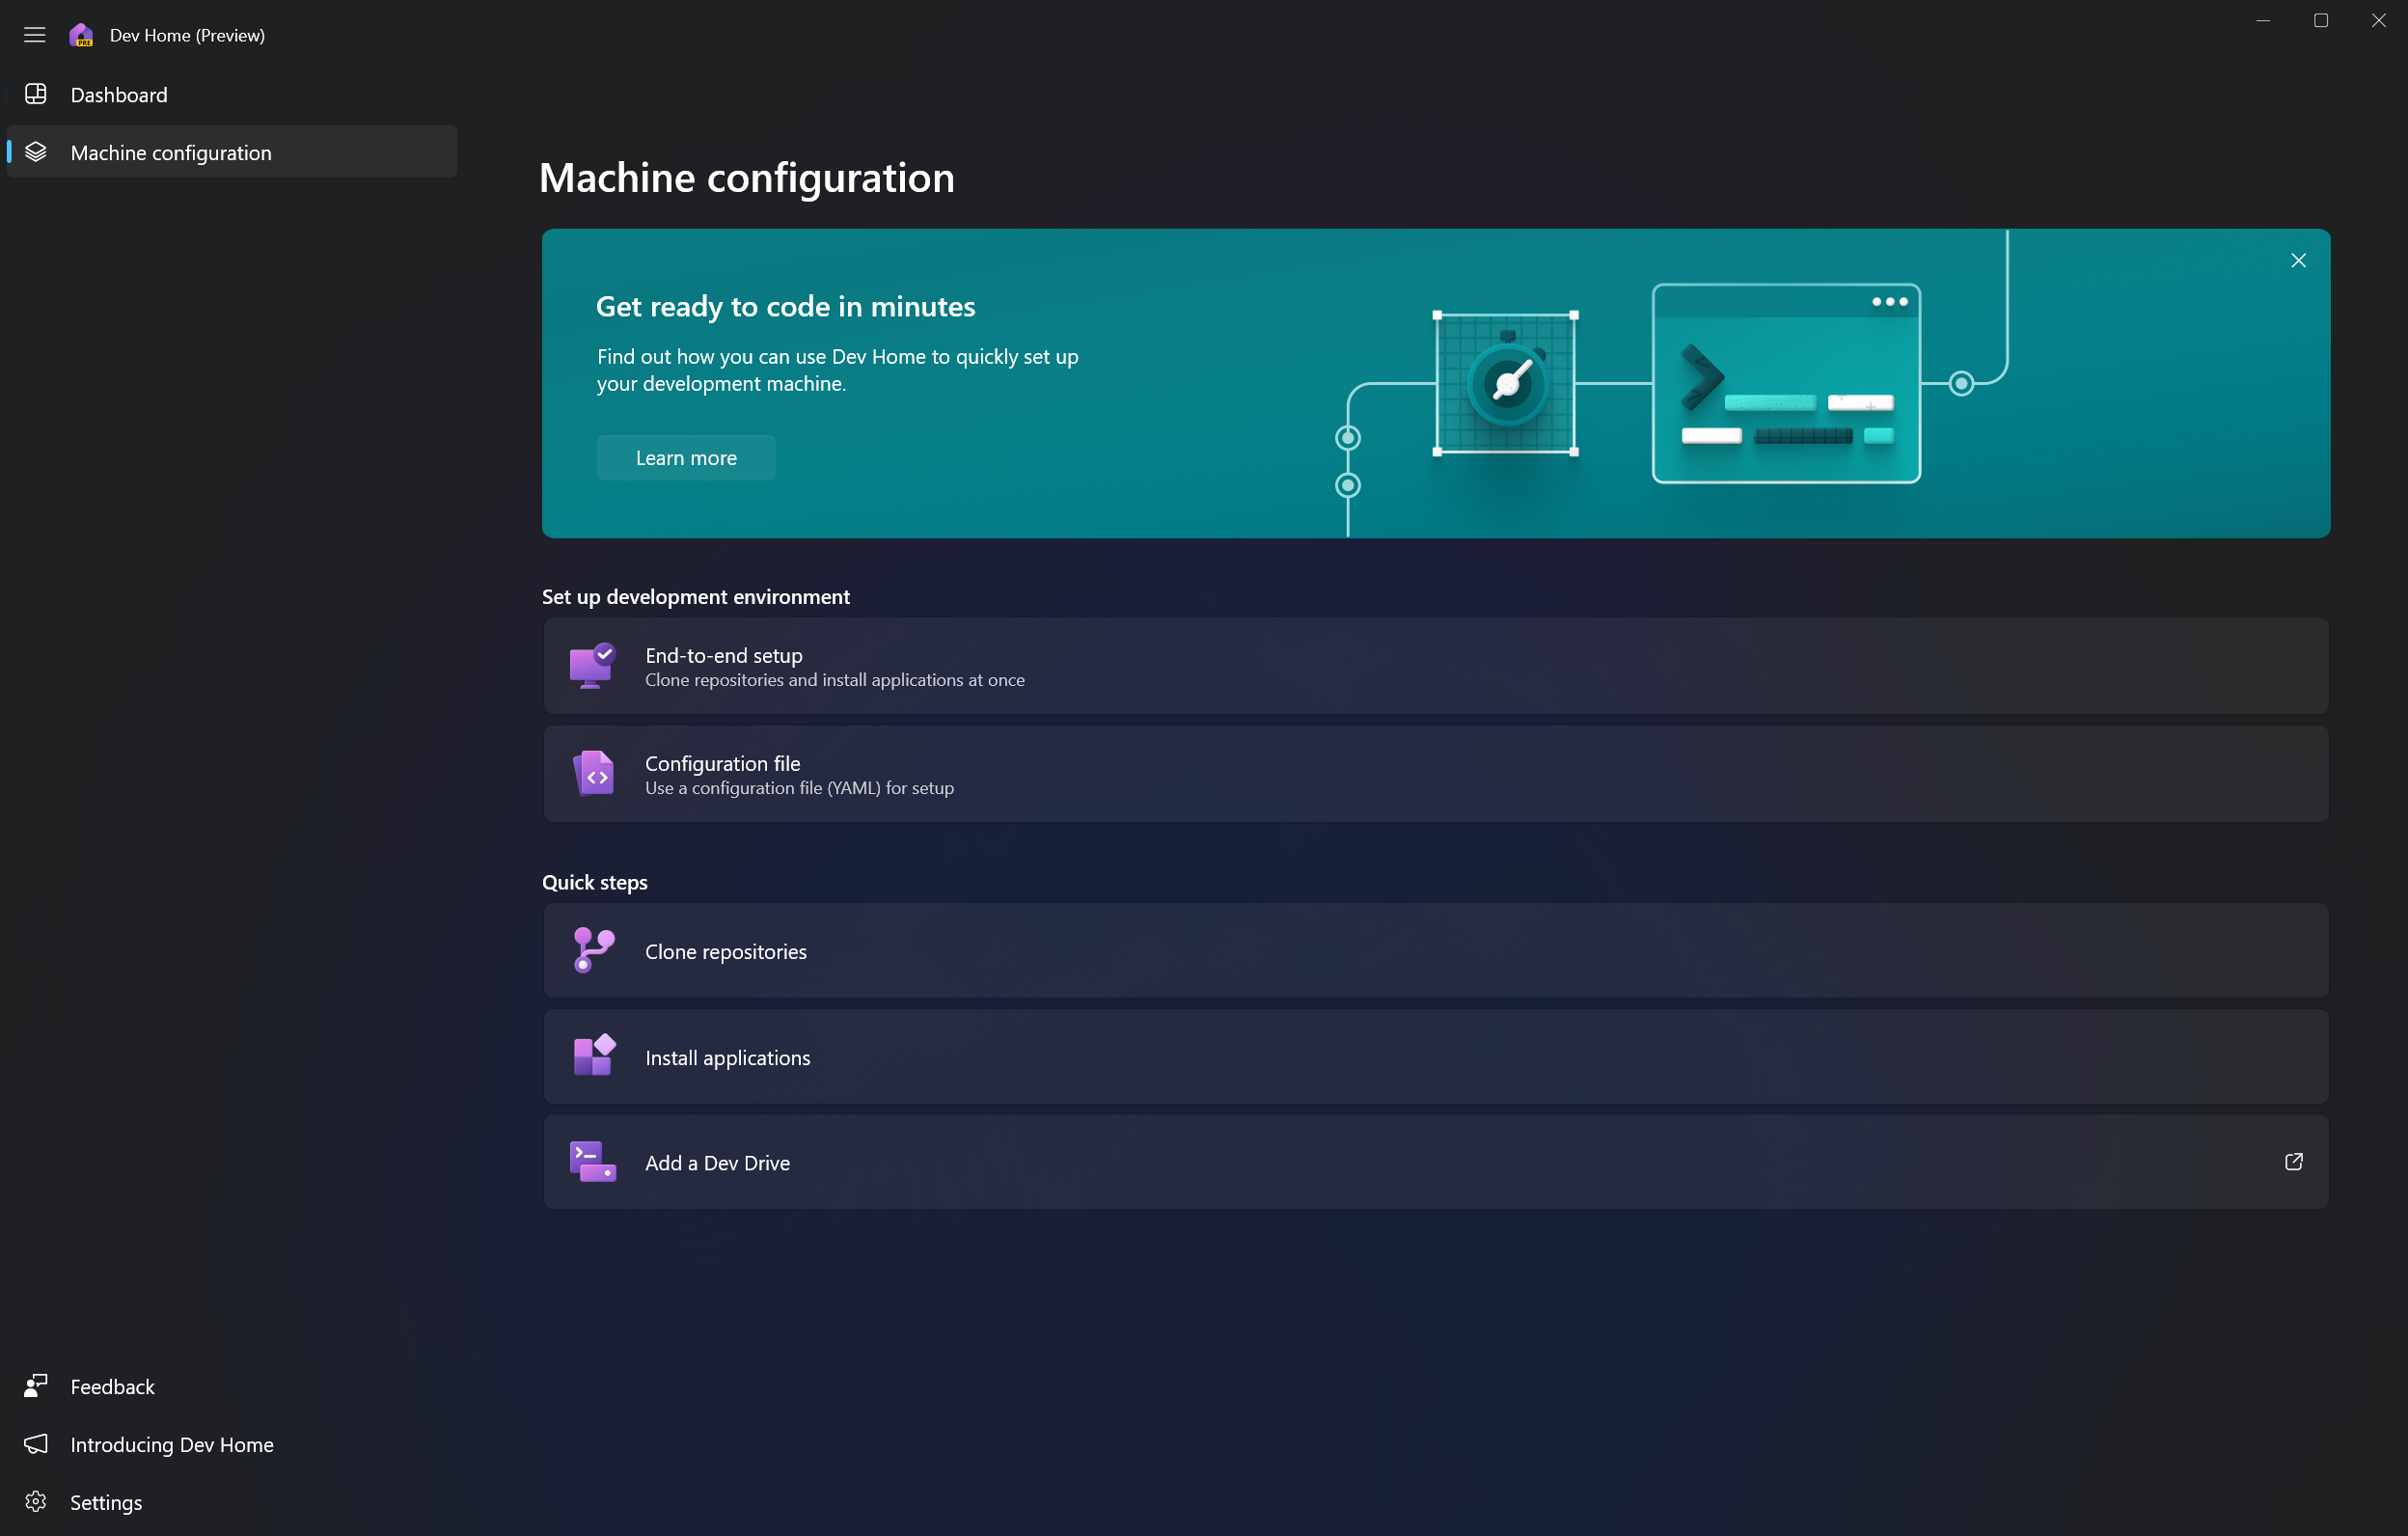 Dev Home (Preview)
PRE
Dashboard
Machine configuration
Machine configuration
Get ready to code in minutes
Find out how you can use Dev Home to quickly set up
your development machine.
Learn more
Set up development environment
End-to-end setup
Clone repositories and install applications at once
Configuration file
Use a configuration file (YAML) for setup
Quick steps
Clone repositories
Install applications
Add a Dev Drive
Feedback
Introducing Dev Home
Settings